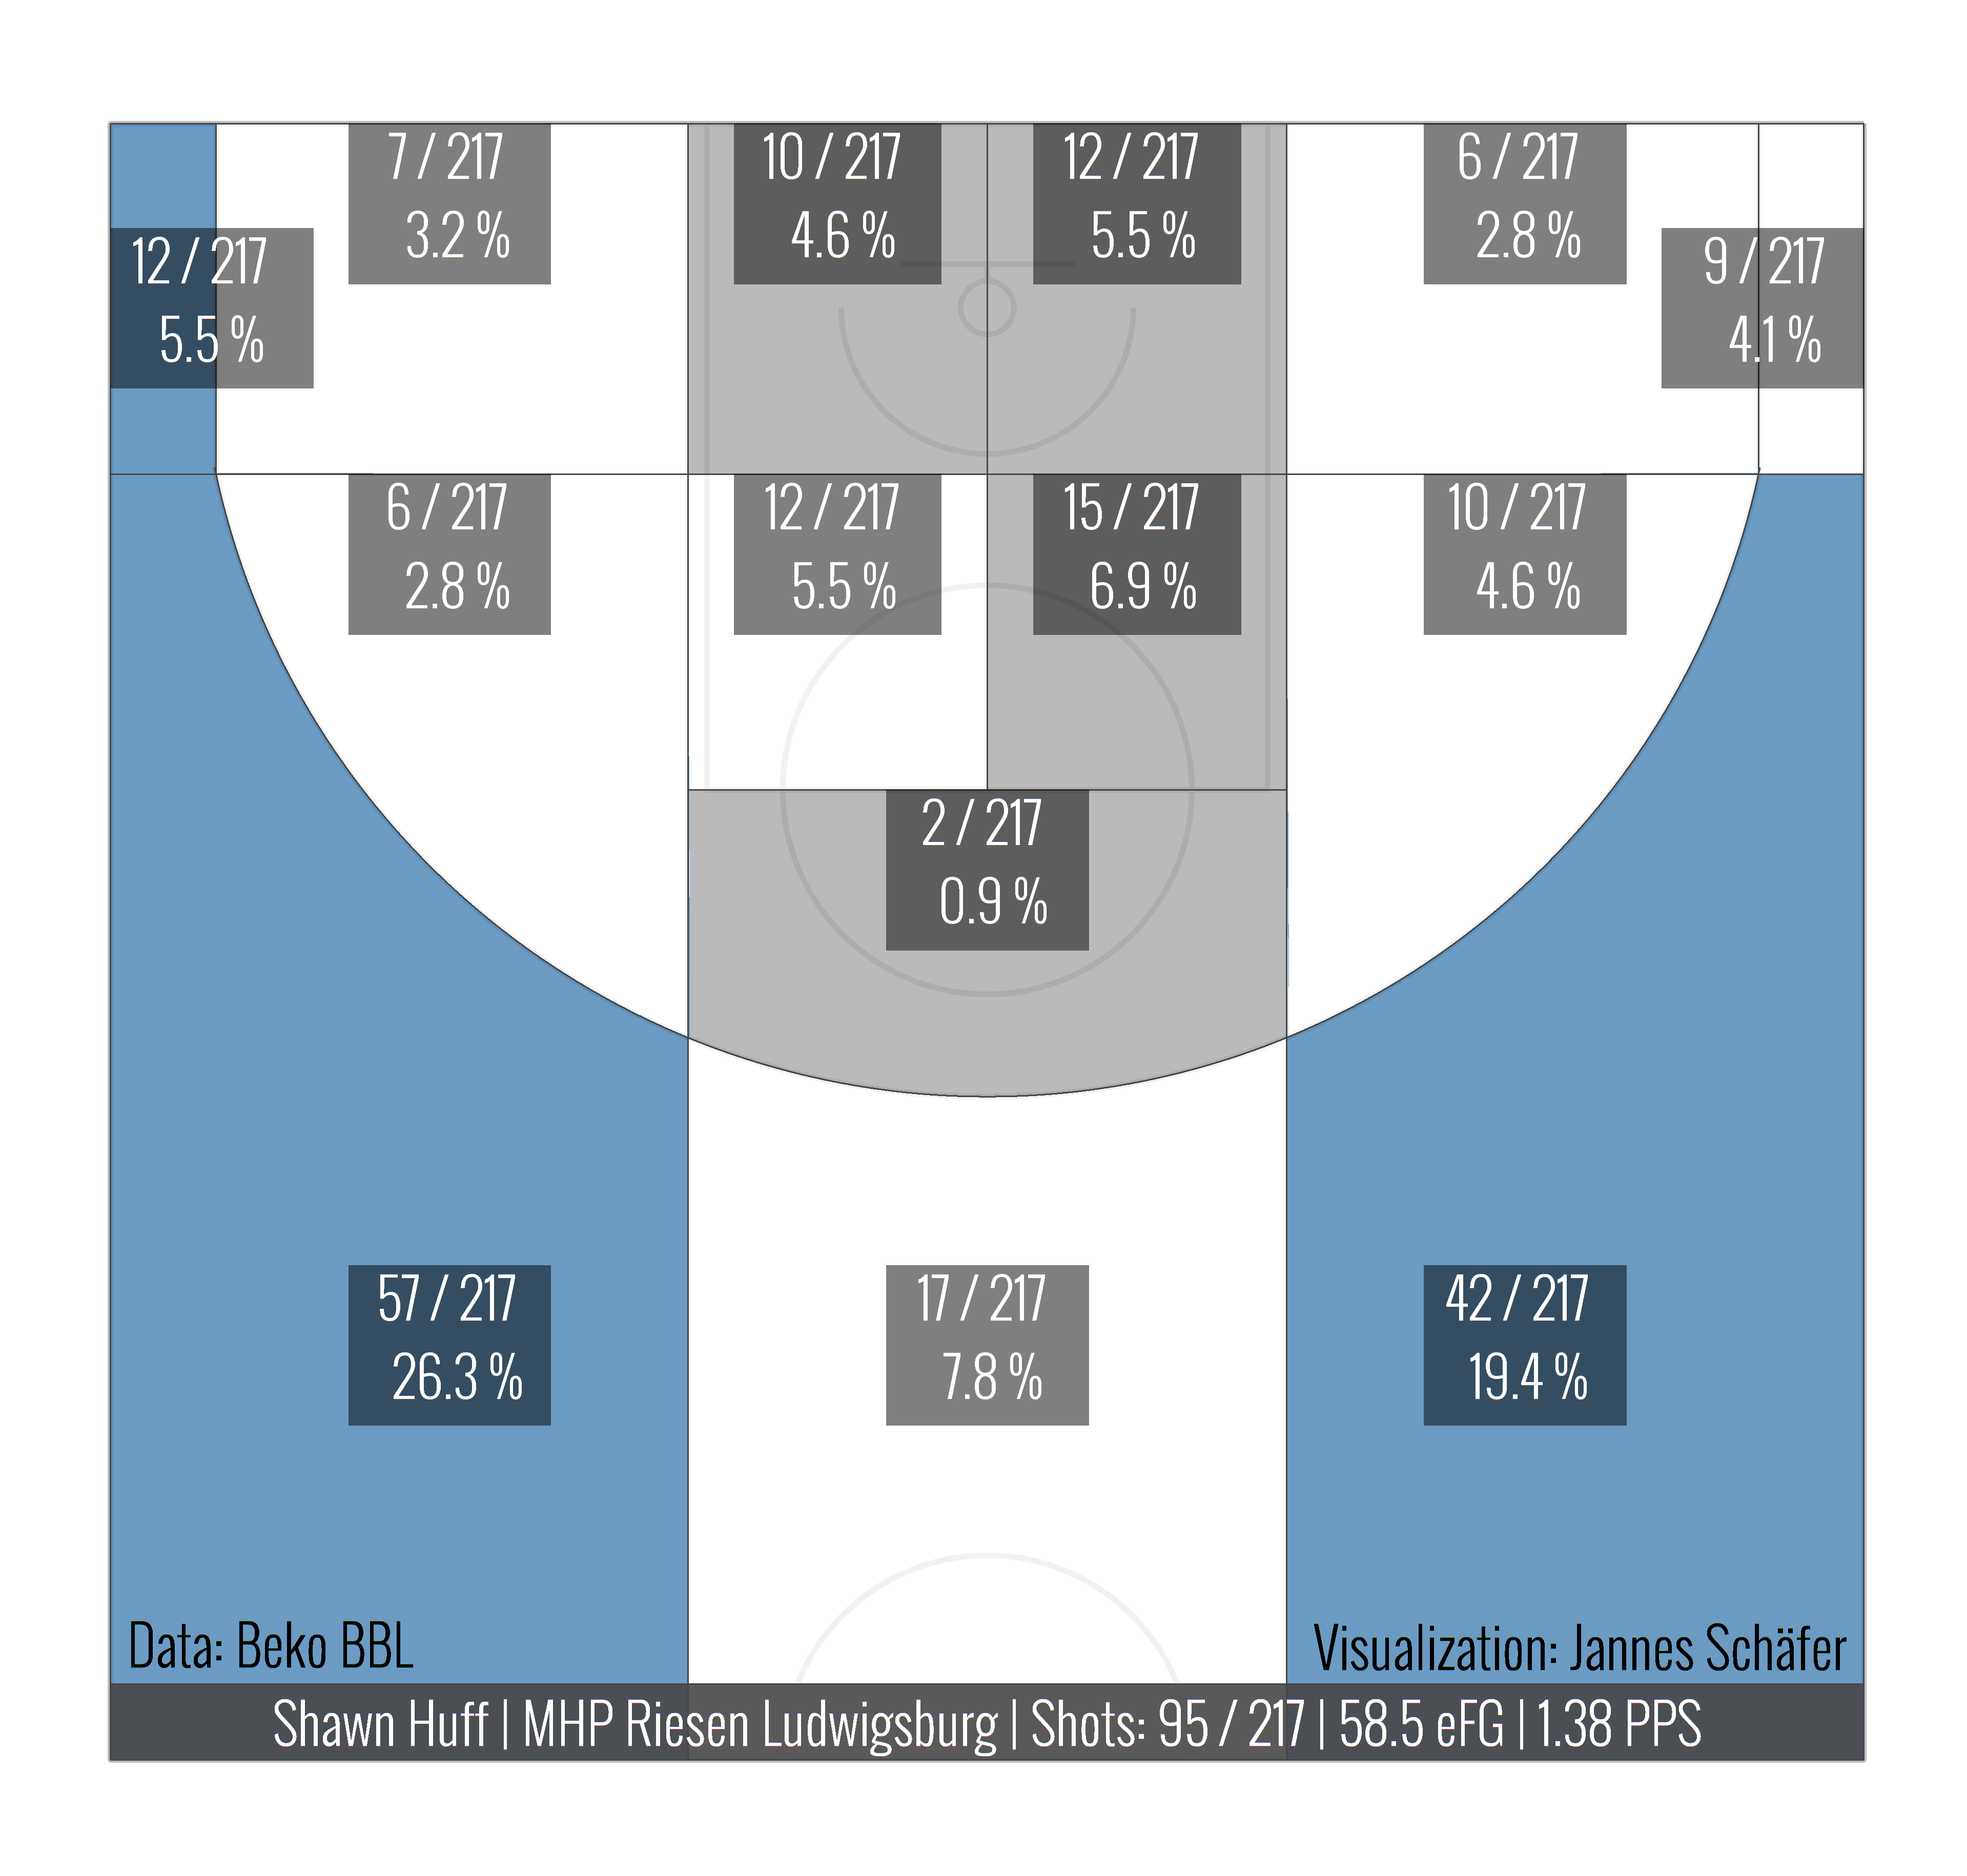 7 / 217
3.2 %
10 / 217
4.6 %
12 / 217
5.5 %
6 / 217
2.8 %
12 / 217
5.5 %
9 / 217
4.1 %
6 / 217
2.8 %
12 / 217
5.5 %
15 / 217
6.9 %
10 / 217
4.6 %
2 / 217
0.9 %
57 / 217
26.3 %
17 / 217
7.8 %
42 / 217
19.4 %
Data: Beko BBL
Visualization: Jannes Schäfer
Shawn Huff | MHP Riesen Ludwigsburg | Shots: 95 / 217 | 58.5 eFG | 1.38 PPS